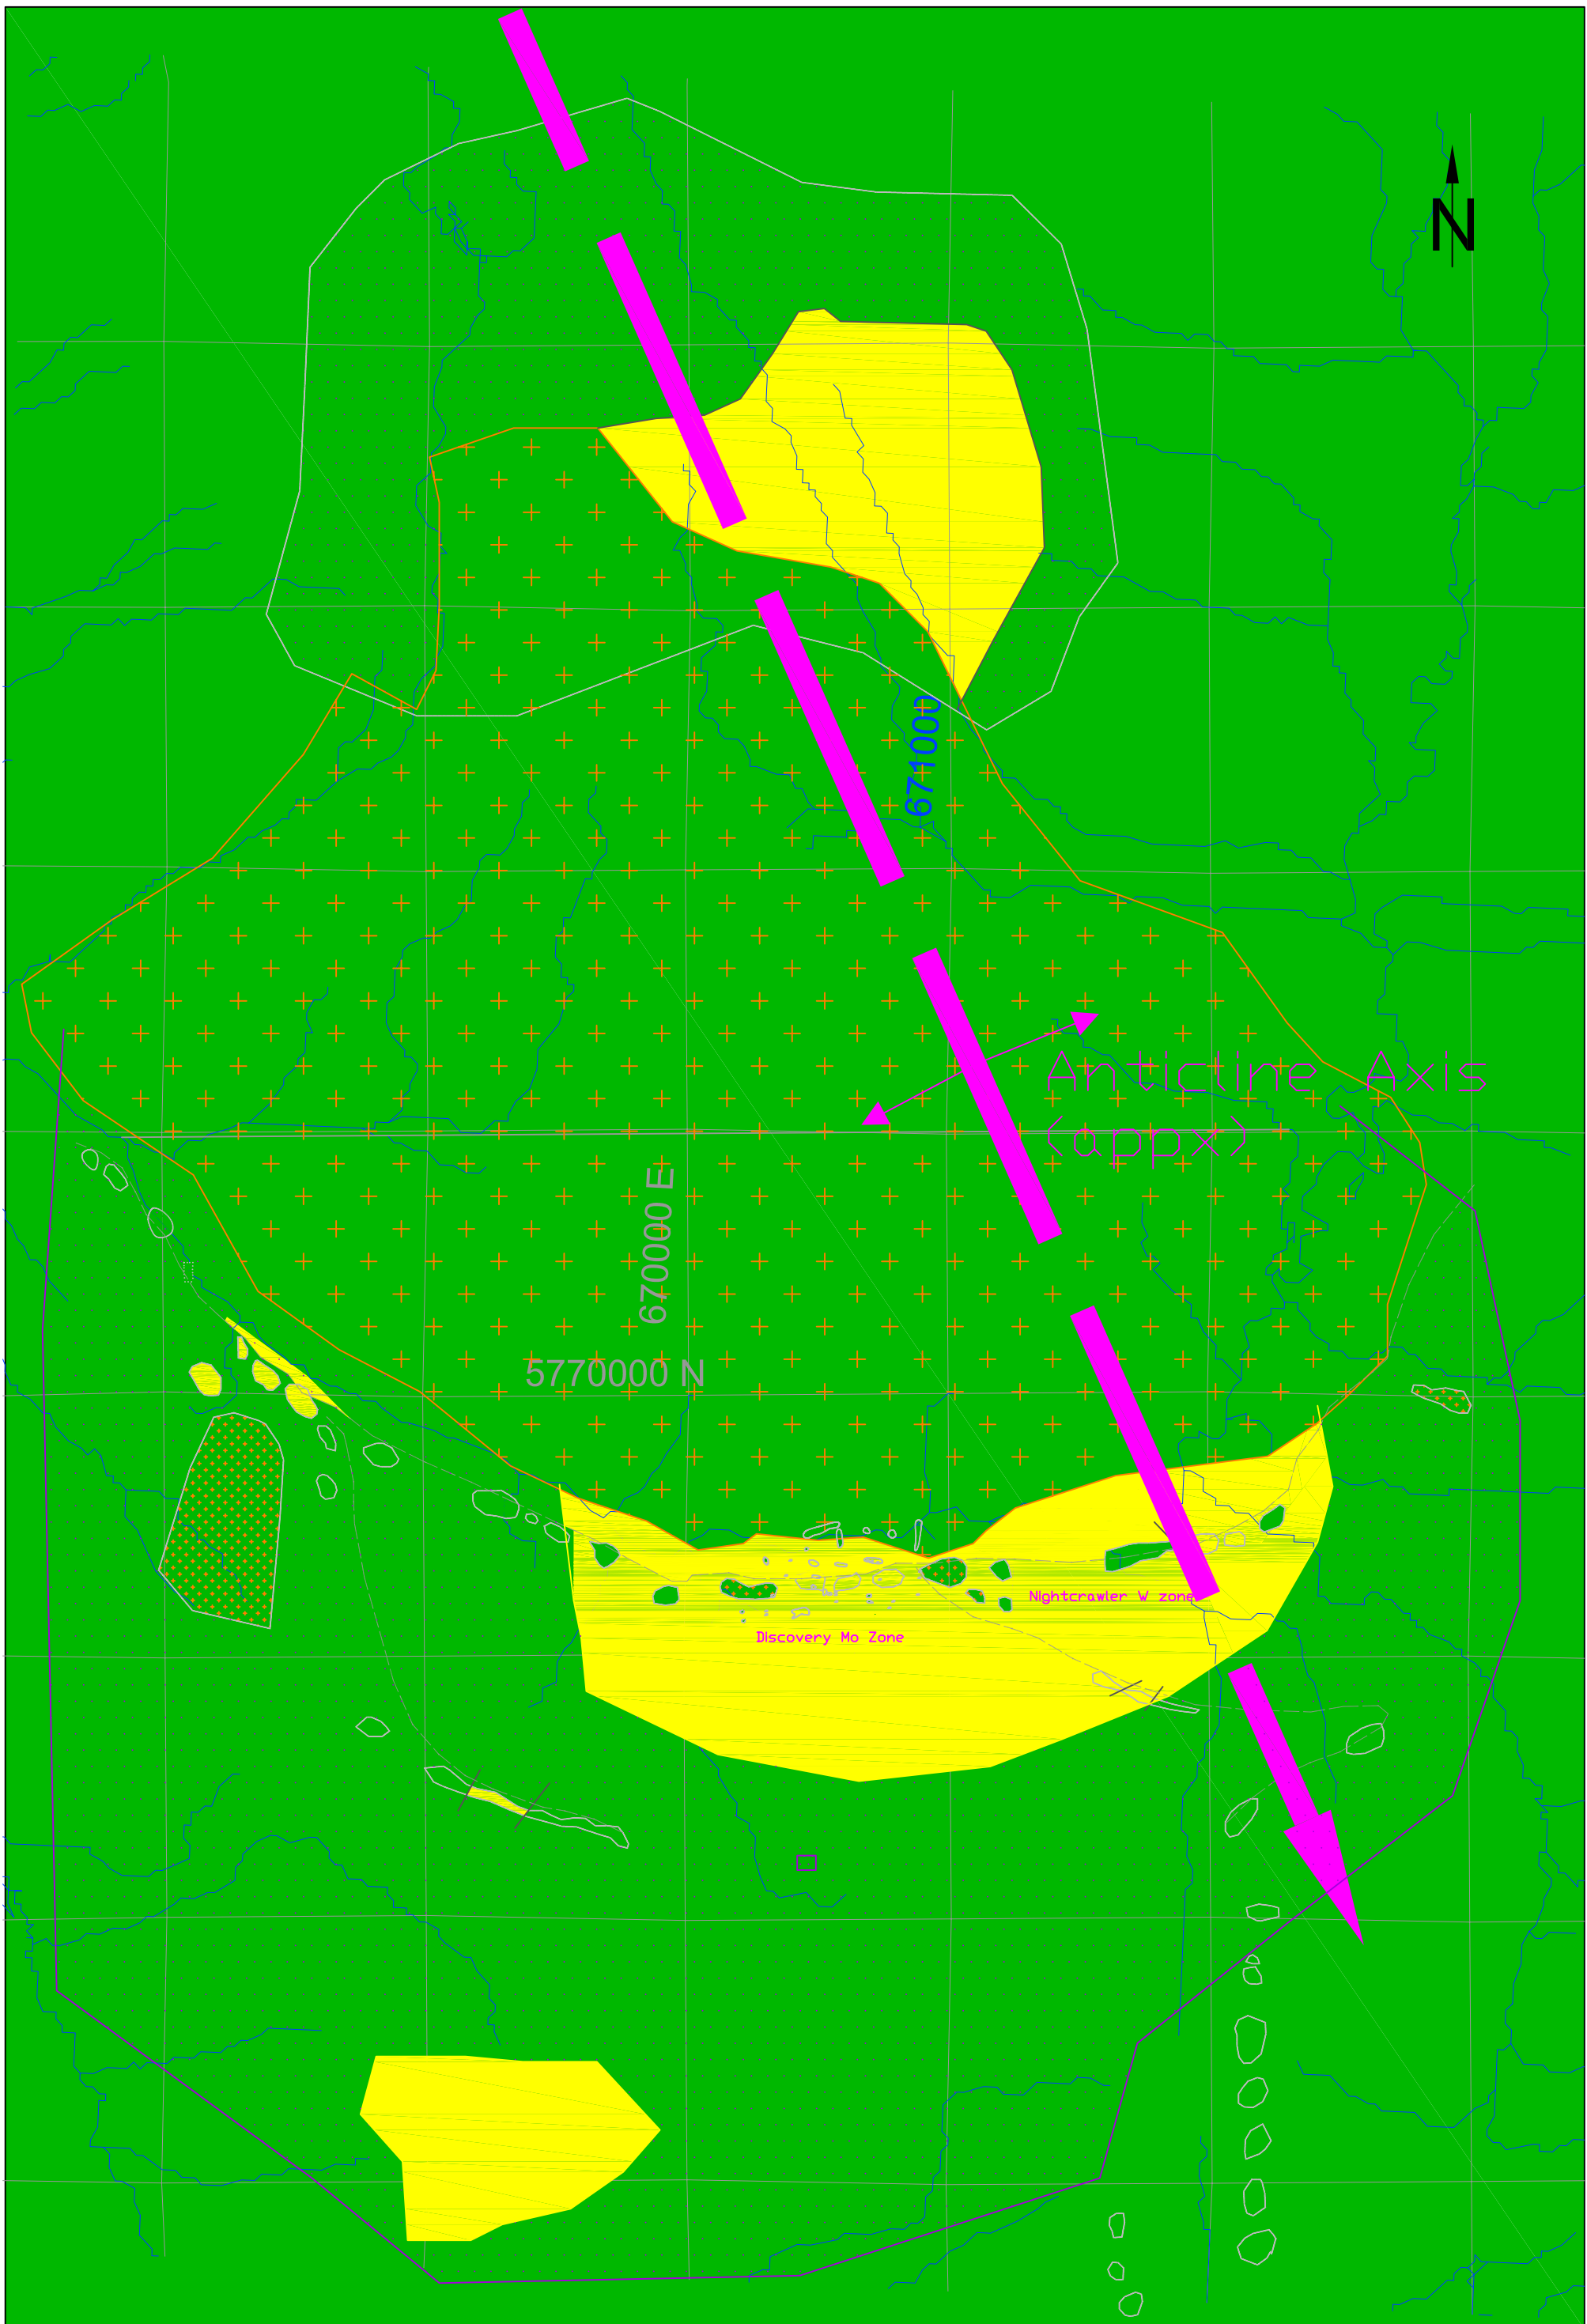 N
671000
Anticline Axis
(appx)
670000 E
5770000 N
Nightcrawler W zone
Discovery Mo Zone